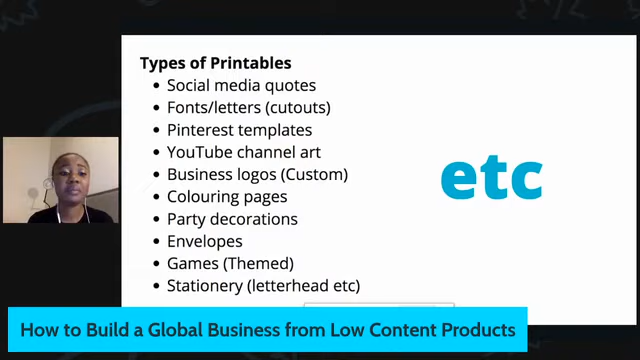 Types of Printables
• Social media quotes
• Fonts/letters (cutouts)
• Pinterest templates
• YouTube channel art
• Business logos (Custom)
• Colouring pages
• Party decorations
• Envelopes
• Games (Themed)
• Stationery (letterhead etc)
etc
How to Build a Global Business from Low Content Products